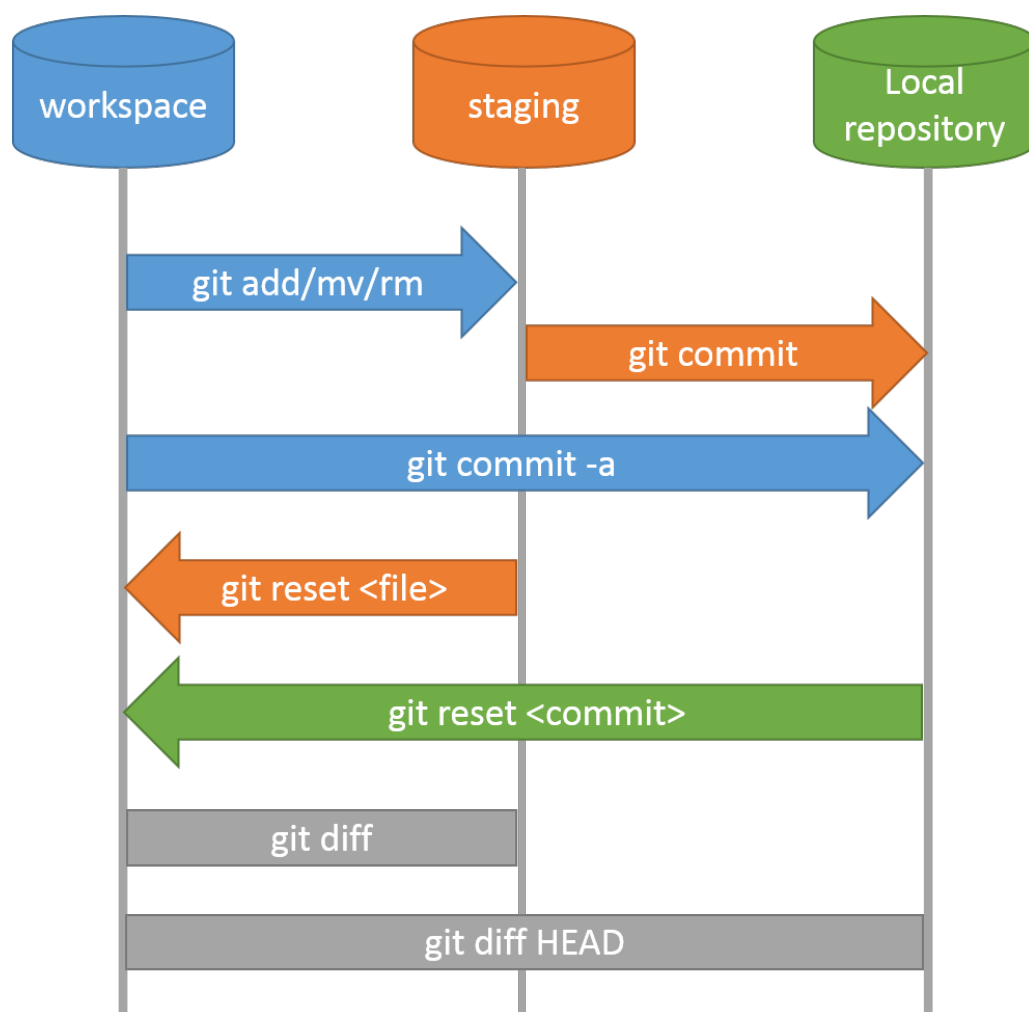 workspace
staging
Local
repository
git add/mv/rm
git commit
git commit -a
git reset <file>
git reset <commit>
git diff
git diff HEAD